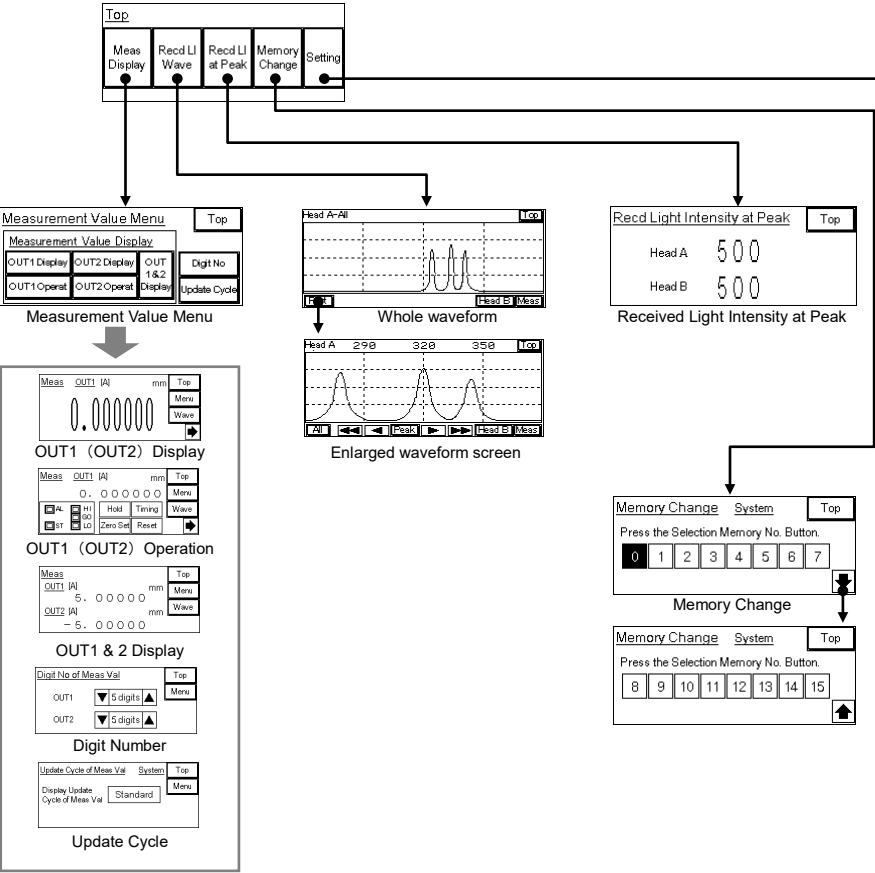 Top
Meas Display
Recd LI Wave
Recd LI at Peak
Memory Change
Setting
Measurement Value Menu
Top
Measurement Value Display
OUT1 Display
OUT2 Display
OUT 1&2 Display
Digit No
OUT1 Operat
OUT2 Operat
Update Cycle
Measurement Value Menu
Head A-All
Top
Head B
Meas
Whole waveform
Head A 290 320 350
Top
All
Peak
Head B
Meas
Enlarged waveform screen
Recd Light Intensity at Peak
Top
Head A 500
Head B 500
Received Light Intensity at Peak
Meas OUT1 [A] mm
Top
Menu
Wave
0.000000
OUT1（OUT2）Display
Meas OUT1 [A] mm
Top
Menu
Wave
0. 000000
AL HI
GO
ST LO
Hold
Timing
Zero Set
Reset
OUT1（OUT2）Operation
Meas
Top
Menu
Wave
OUT1 [A] mm
5. 00000
OUT2 [A] mm
-5. 00000
OUT1 & 2 Display
Digit No of Meas Val
Top
Menu
OUT1 ▼ 5 digits ▲
OUT2 ▼ 5 digits ▲
Digit Number
Update Cycle of Meas Val System
Top
Menu
Display Update
Cycle of Meas Val
Standard
Update Cycle
Memory Change System
Top
Press the Selection Memory No. Button.
0 1 2 3 4 5 6 7
Memory Change
Memory Change System
Top
Press the Selection Memory No. Button.
8 9 10 11 12 13 14 15